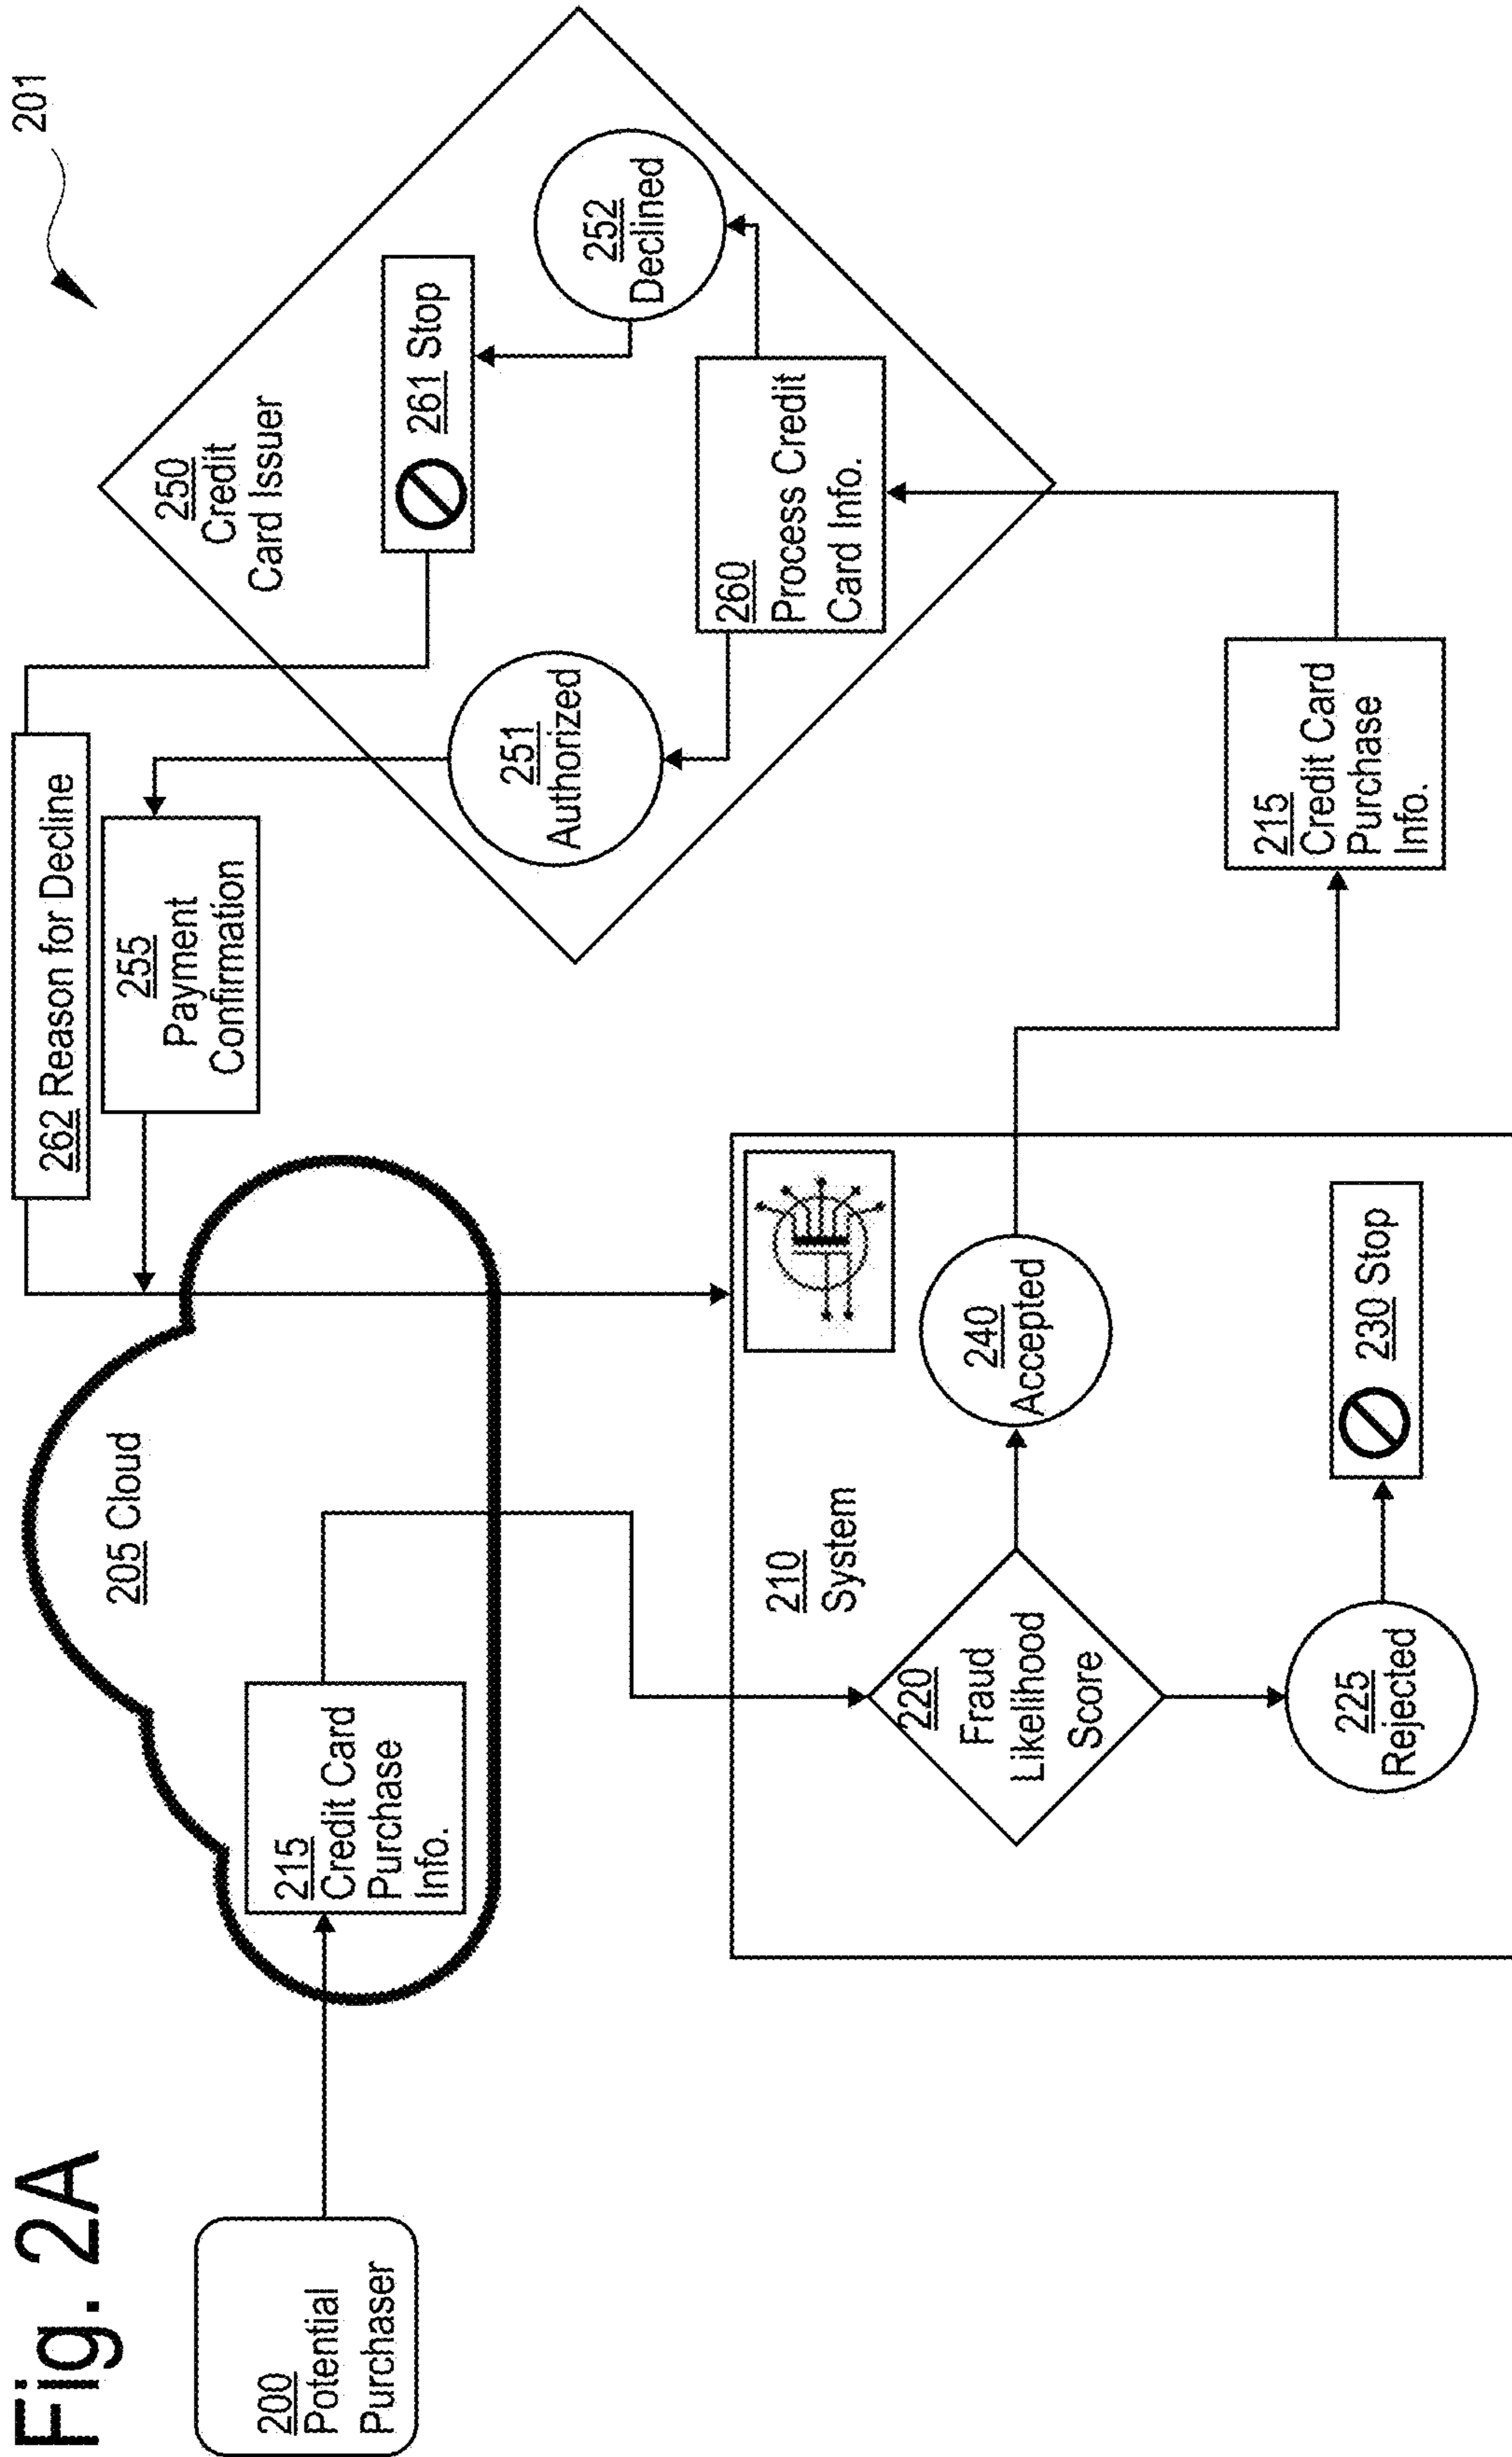 Fig. 2A
201
200
Potential
Purchaser
205 Cloud
215
Credit Card
Purchase
Info.
262 Reason for Decline
255
Payment
Confirmation
250
Credit
Card Issuer
261 Stop
251
Authorized
252
Declined
260
Process Credit
Card Info.
210
System
220
Fraud
Likelihood
Score
240
Accepted
225
Rejected
230 Stop
215
Credit Card
Purchase
Info.